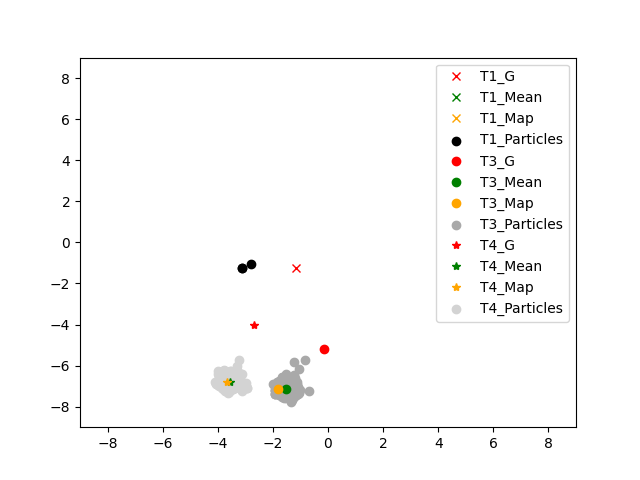 8
6
4
2
0
−2
−4
−6
−8
−8 −6 −4 −2 0 2 4 6 8
T1_G
T1_Mean
T1_Map
T1_Particles
T3_G
T3_Mean
T3_Map
T3_Particles
T4_G
T4_Mean
T4_Map
T4_Particles